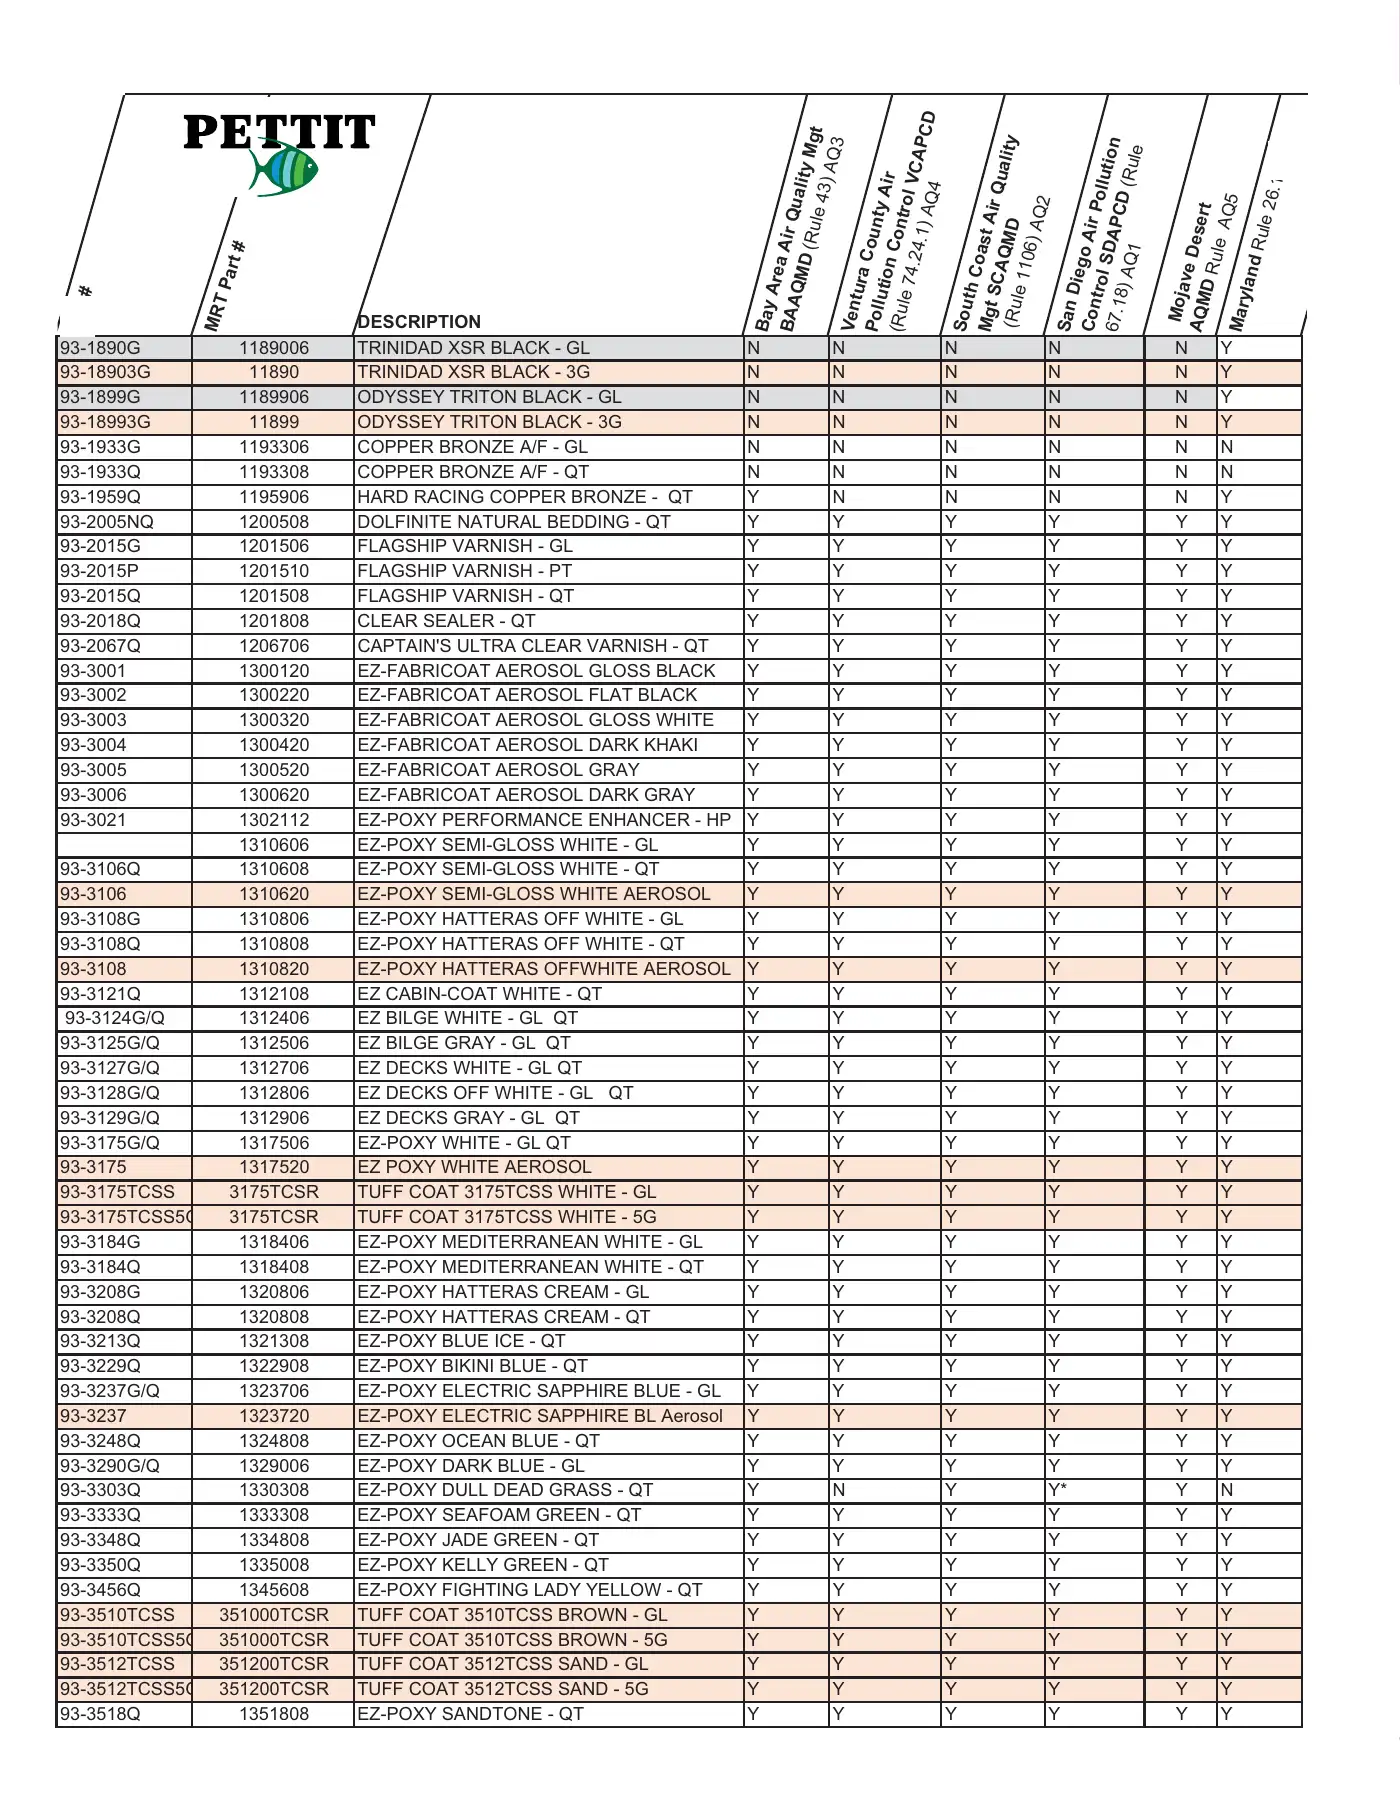 PETTIT
#
MRT Part #
DESCRIPTION
Bay Area Air Quality Mgt
BAAQMD (Rule 43) AQ3
Ventura County Air
Pollution Control VCAPCD
(Rule 74.24.1) AQ4
South Coast Air Quality
Mgt SCAQMD
(Rule 1106) AQ2
San Diego Air Pollution
Control SDAPCD (Rule
67.18) AQ1
Mojave Desert
AQMD Rule AQ5
Maryland Rule 26.
93-1890G 1189006 TRINIDAD XSR BLACK - GL N N N N N Y
93-18903G 11890 TRINIDAD XSR BLACK - 3G N N N N N Y
93-1899G 1189906 ODYSSEY TRITON BLACK - GL N N N N N Y
93-18993G 11899 ODYSSEY TRITON BLACK - 3G N N N N N Y
93-1933G 1193306 COPPER BRONZE A/F - GL N N N N N N
93-1933Q 1193308 COPPER BRONZE A/F - QT N N N N N N
93-1959Q 1195906 HARD RACING COPPER BRONZE - QT Y N N N N Y
93-2005NQ 1200508 DOLFINITE NATURAL BEDDING - QT Y Y Y Y Y Y
93-2015G 1201506 FLAGSHIP VARNISH - GL Y Y Y Y Y Y
93-2015P 1201510 FLAGSHIP VARNISH - PT Y Y Y Y Y Y
93-2015Q 1201508 FLAGSHIP VARNISH - QT Y Y Y Y Y Y
93-2018Q 1201808 CLEAR SEALER - QT Y Y Y Y Y Y
93-2067Q 1206706 CAPTAIN'S ULTRA CLEAR VARNISH - QT Y Y Y Y Y Y
93-3001 1300120 EZ-FABRICOAT AEROSOL GLOSS BLACK Y Y Y Y Y Y
93-3002 1300220 EZ-FABRICOAT AEROSOL FLAT BLACK Y Y Y Y Y Y
93-3003 1300320 EZ-FABRICOAT AEROSOL GLOSS WHITE Y Y Y Y Y Y
93-3004 1300420 EZ-FABRICOAT AEROSOL DARK KHAKI Y Y Y Y Y Y
93-3005 1300520 EZ-FABRICOAT AEROSOL GRAY Y Y Y Y Y Y
93-3006 1300620 EZ-FABRICOAT AEROSOL DARK GRAY Y Y Y Y Y Y
93-3021 1302112 EZ-POXY PERFORMANCE ENHANCER - HP Y Y Y Y Y Y
1310606 EZ-POXY SEMI-GLOSS WHITE - GL Y Y Y Y Y Y
93-3106Q 1310608 EZ-POXY SEMI-GLOSS WHITE - QT Y Y Y Y Y Y
93-3106 1310620 EZ-POXY SEMI-GLOSS WHITE AEROSOL Y Y Y Y Y Y
93-3108G 1310806 EZ-POXY HATTERAS OFF WHITE - GL Y Y Y Y Y Y
93-3108Q 1310808 EZ-POXY HATTERAS OFF WHITE - QT Y Y Y Y Y Y
93-3108 1310820 EZ-POXY HATTERAS OFFWHITE AEROSOL Y Y Y Y Y Y
93-3121Q 1312108 EZ CABIN-COAT WHITE - QT Y Y Y Y Y Y
93-3124G/Q 1312406 EZ BILGE WHITE - GL QT Y Y Y Y Y Y
93-3125G/Q 1312506 EZ BILGE GRAY - GL QT Y Y Y Y Y Y
93-3127G/Q 1312706 EZ DECKS WHITE - GL QT Y Y Y Y Y Y
93-3128G/Q 1312806 EZ DECKS OFF WHITE - GL QT Y Y Y Y Y Y
93-3129G/Q 1312906 EZ DECKS GRAY - GL QT Y Y Y Y Y Y
93-3175G/Q 1317506 EZ-POXY WHITE - GL QT Y Y Y Y Y Y
93-3175 1317520 EZ POXY WHITE AEROSOL Y Y Y Y Y Y
93-3175TCSS 3175TCSR TUFF COAT 3175TCSS WHITE - GL Y Y Y Y Y Y
93-3175TCSS5G 3175TCSR TUFF COAT 3175TCSS WHITE - 5G Y Y Y Y Y Y
93-3184G 1318406 EZ-POXY MEDITERRANEAN WHITE - GL Y Y Y Y Y Y
93-3184Q 1318408 EZ-POXY MEDITERRANEAN WHITE - QT Y Y Y Y Y Y
93-3208G 1320806 EZ-POXY HATTERAS CREAM - GL Y Y Y Y Y Y
93-3208Q 1320808 EZ-POXY HATTERAS CREAM - QT Y Y Y Y Y Y
93-3213Q 1321308 EZ-POXY BLUE ICE - QT Y Y Y Y Y Y
93-3229Q 1322908 EZ-POXY BIKINI BLUE - QT Y Y Y Y Y Y
93-3237G/Q 1323706 EZ-POXY ELECTRIC SAPPHIRE BLUE - GL Y Y Y Y Y Y
93-3237 1323720 EZ-POXY ELECTRIC SAPPHIRE BL Aerosol Y Y Y Y Y Y
93-3248Q 1324808 EZ-POXY OCEAN BLUE - QT Y Y Y Y Y Y
93-3290G/Q 1329006 EZ-POXY DARK BLUE - GL Y Y Y Y Y Y
93-3303Q 1330308 EZ-POXY DULL DEAD GRASS - QT Y N Y Y* Y N
93-3333Q 1333308 EZ-POXY SEAFOAM GREEN - QT Y Y Y Y Y Y
93-3348Q 1334808 EZ-POXY JADE GREEN - QT Y Y Y Y Y Y
93-3350Q 1335008 EZ-POXY KELLY GREEN - QT Y Y Y Y Y Y
93-3456Q 1345608 EZ-POXY FIGHTING LADY YELLOW - QT Y Y Y Y Y Y
93-3510TCSS 351000TCSR TUFF COAT 3510TCSS BROWN - GL Y Y Y Y Y Y
93-3510TCSS5G 351000TCSR TUFF COAT 3510TCSS BROWN - 5G Y Y Y Y Y Y
93-3512TCSS 351200TCSR TUFF COAT 3512TCSS SAND - GL Y Y Y Y Y Y
93-3512TCSS5G 351200TCSR TUFF COAT 3512TCSS SAND - 5G Y Y Y Y Y Y
93-3518Q 1351808 EZ-POXY SANDTONE - QT Y Y Y Y Y Y